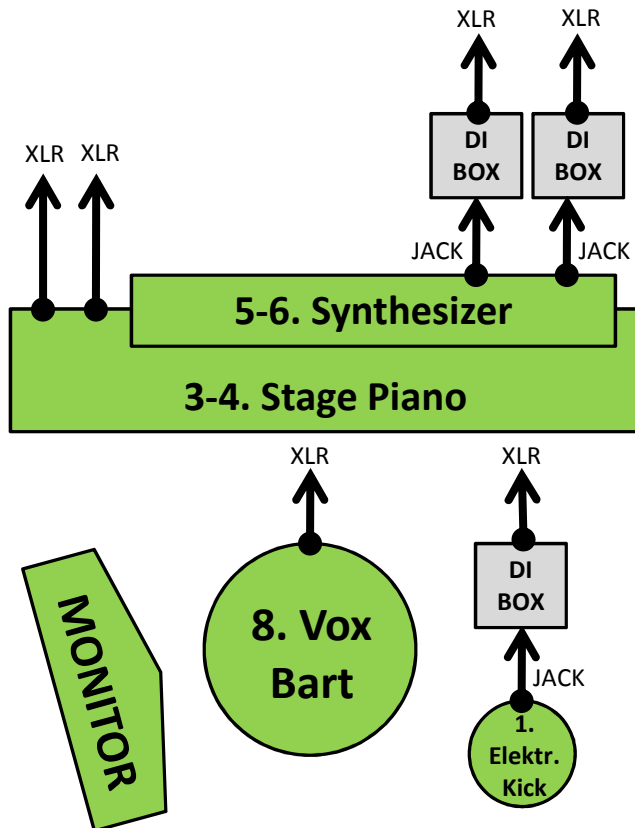 XLR
XLR
DI
BOX
DI
BOX
XLR
XLR
JACK
JACK
5-6. Synthesizer
3-4. Stage Piano
XLR
XLR
DI
BOX
8. Vox
Bart
MONITOR
JACK
1.
Elektr.
Kick